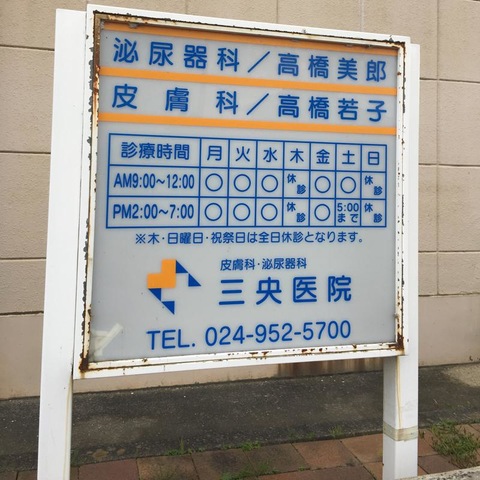 泌尿器科／高橋美郎
皮膚科／高橋若子
診療時間 月 火 水 木 金 土 日
AM9:00〜12:00 ○ ○ ○ 休診 ○ ○ 休診
PM2:00〜7:00 ○ ○ ○ 休診 ○ 5:00まで 休診
※木・日曜日・祝祭日は全日休診となります。
皮膚科・泌尿器科
三央医院
TEL. 024-952-5700